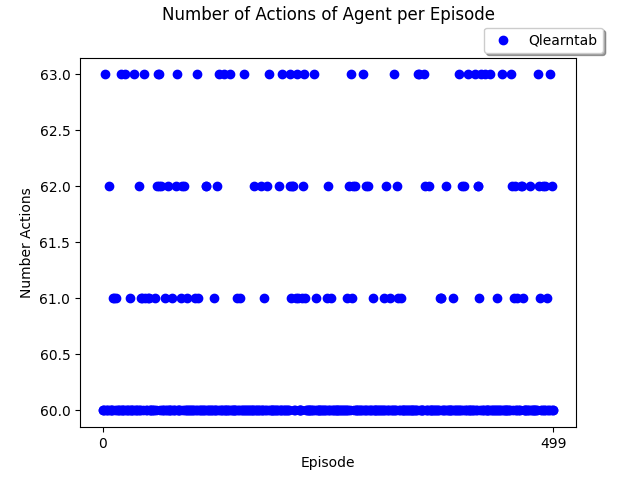 Number of Actions of Agent per Episode
Qlearntab
63.0
62.5
62.0
61.5
61.0
60.5
60.0
Number Actions
0
499
Episode